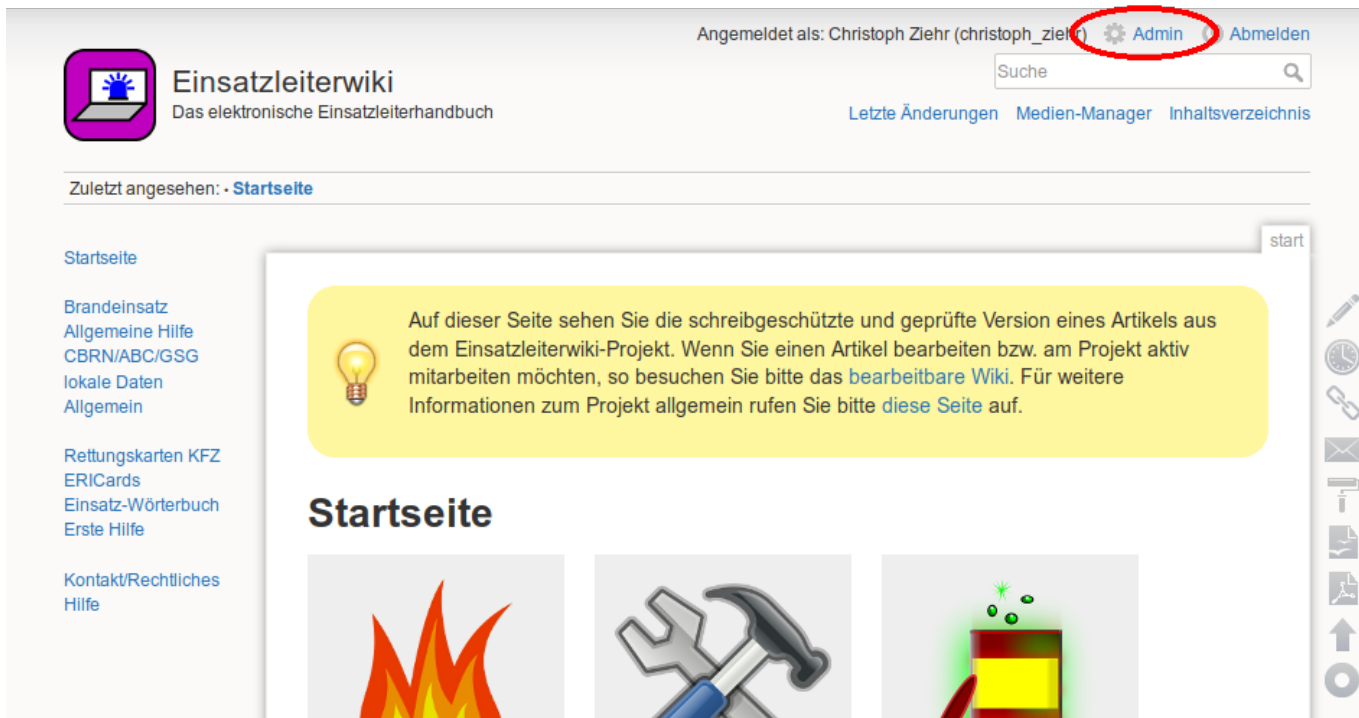 Angemeldet als: Christoph Ziehr (christoph_ziehr) Admin Abmelden
Suche
Einsatzleiterwiki
Das elektronische Einsatzleiterhandbuch
Letzte Änderungen Medien-Manager Inhaltsverzeichnis
Zuletzt angesehen: • Startseite
start
Startseite
Brandeinsatz
Allgemeine Hilfe
CBRN/ABC/GSG
lokale Daten
Allgemein
Rettungskarten KFZ
ERICards
Einsatz-Wörterbuch
Erste Hilfe
Kontakt/Rechtliches
Hilfe
Auf dieser Seite sehen Sie die schreibgeschützte und geprüfte Version eines Artikels aus
dem Einsatzleiterwiki-Projekt. Wenn Sie einen Artikel bearbeiten bzw. am Projekt aktiv
mitarbeiten möchten, so besuchen Sie bitte das bearbeitbare Wiki. Für weitere
Informationen zum Projekt allgemein rufen Sie bitte diese Seite auf.
Startseite